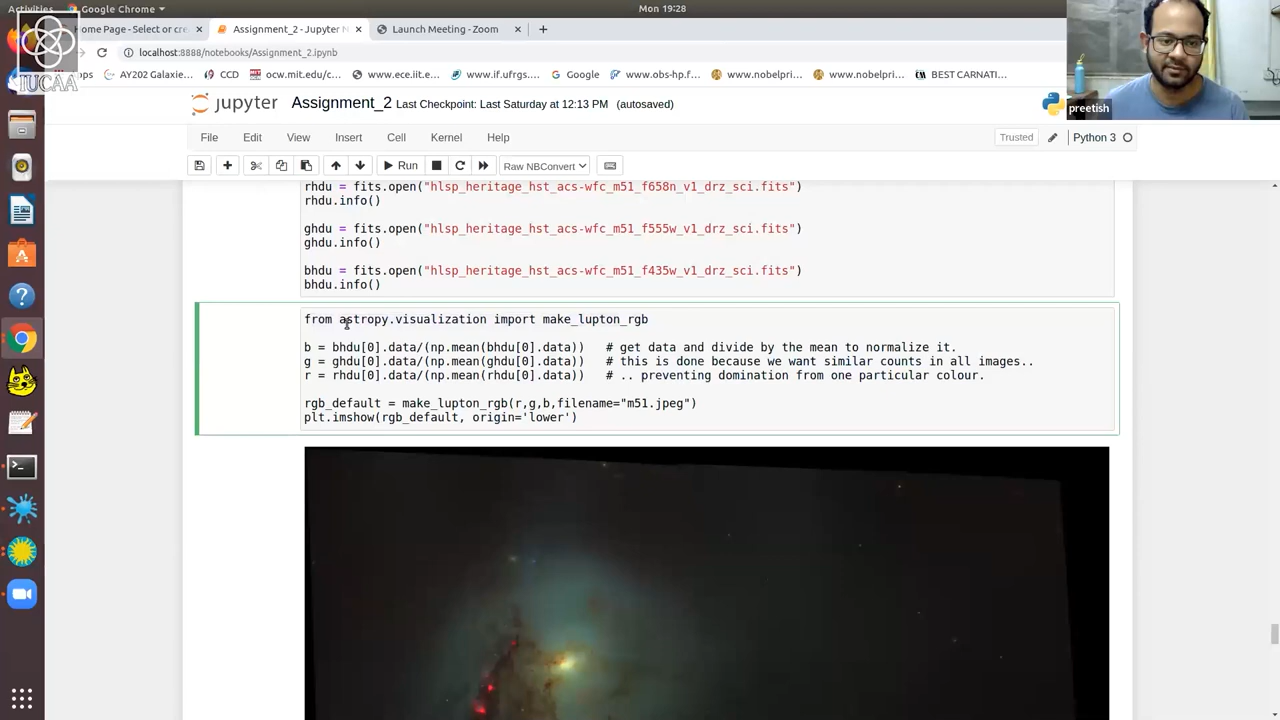 Activities
Google Chrome
Mon 19:28
Home Page - Select or cre
Assignment_2 - Jupyter N
Launch Meeting - Zoom
localhost:8888/notebooks/Assignment_2.ipynb
AY202 Galaxie…
CCD
ocw.mit.edu/c…
www.ece.iit.e…
www.if.ufrgs.…
Google
www.obs-hp.f…
www.nobelpri…
www.nobelpri…
BEST CARNATI…
IUCAA
preetish
jupyter Assignment_2 Last Checkpoint: Last Saturday at 12:13 PM (autosaved)
File Edit View Insert Cell Kernel Help
Trusted
Python 3
Run
Raw NBConvert
rhdu = fits.open("hlsp_heritage_hst_acs-wfc_m51_f658n_v1_drz_sci.fits")
rhdu.info()
ghdu = fits.open("hlsp_heritage_hst_acs-wfc_m51_f555w_v1_drz_sci.fits")
ghdu.info()
bhdu = fits.open("hlsp_heritage_hst_acs-wfc_m51_f435w_v1_drz_sci.fits")
bhdu.info()
from astropy.visualization import make_lupton_rgb
b = bhdu[0].data/(np.mean(bhdu[0].data)) # get data and divide by the mean to normalize it.
g = ghdu[0].data/(np.mean(ghdu[0].data)) # this is done because we want similar counts in all images..
r = rhdu[0].data/(np.mean(rhdu[0].data)) # .. preventing domination from one particular colour.
rgb_default = make_lupton_rgb(r,g,b,filename="m51.jpeg")
plt.imshow(rgb_default, origin='lower')